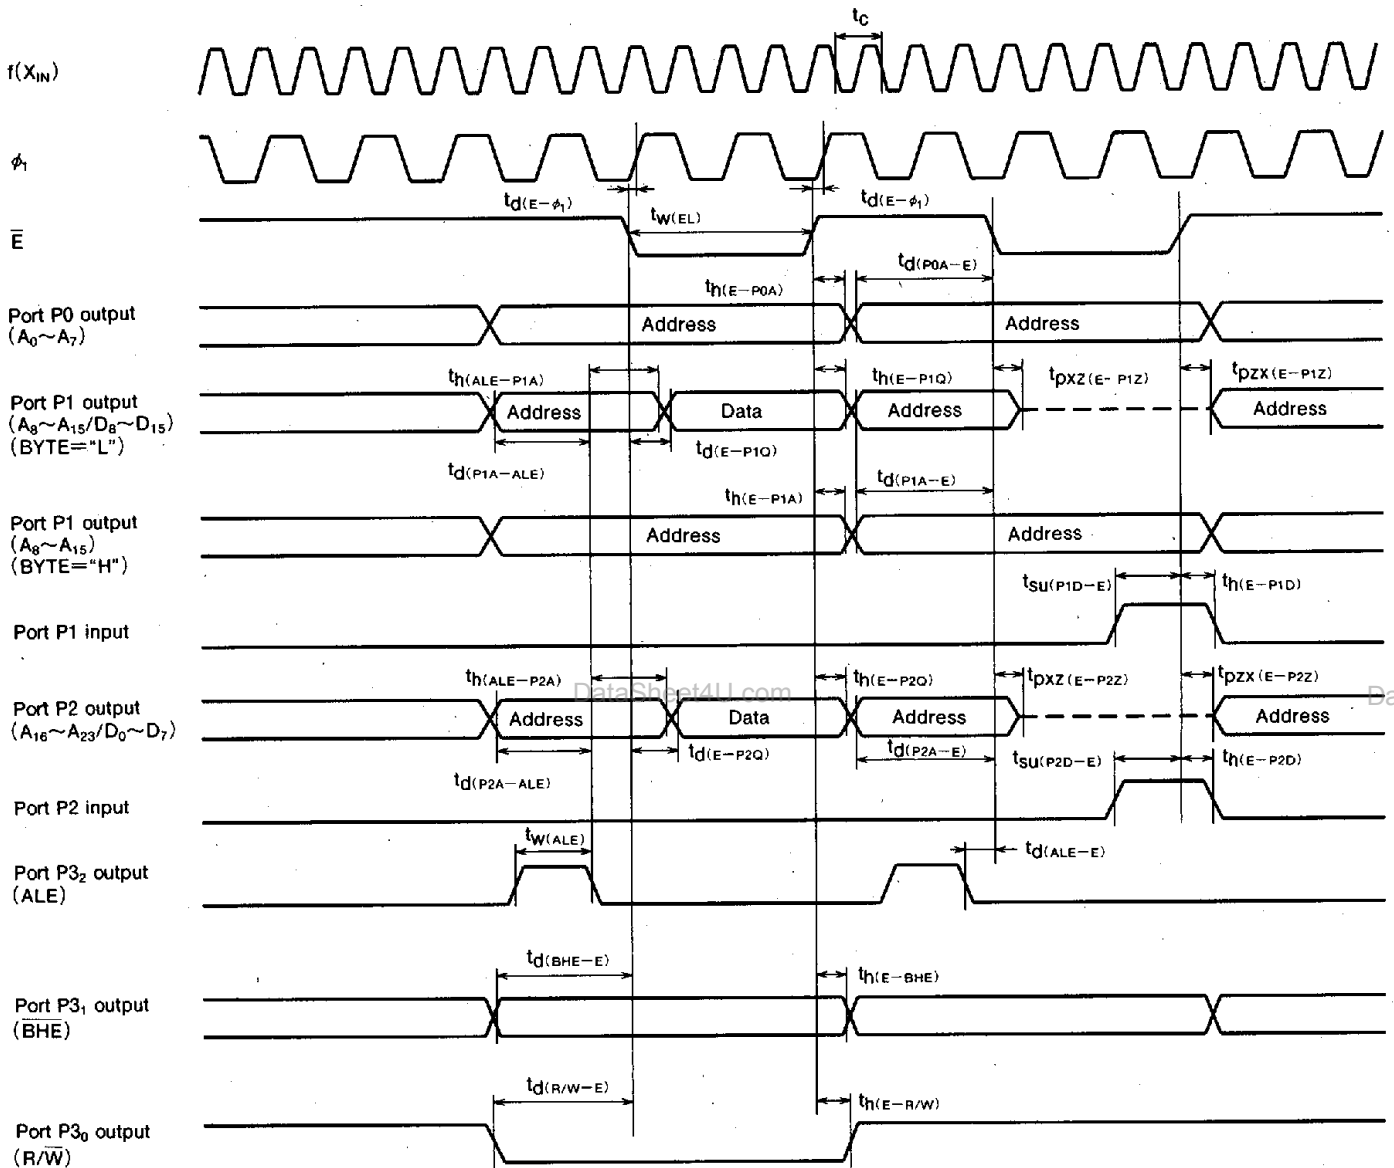 tC
f(XIN)
ϕ1
td(E−ϕ1) tw(EL) td(E−ϕ1)
E
td(P0A−E)
th(E−P0A)
Port P0 output
(A0~A7)
Address Address
th(ALE−P1A) th(E−P1Q) tpxz(E−P1Z) tpzx(E−P1Z)
Port P1 output
(A8~A15/D8~D15)
(BYTE="L")
Address Data Address Address
td(P1A−ALE) td(E−P1Q)
th(E−P1A) td(P1A−E)
Port P1 output
(A8~A15)
(BYTE="H")
Address Address
tsu(P1D−E) th(E−P1D)
Port P1 input
th(ALE−P2A) th(E−P2Q) tpxz(E−P2Z) tpzx(E−P2Z)
DataSheet4U.com Da
Port P2 output
(A16~A23/D0~D7)
Address Data Address Address
td(P2A−ALE) td(E−P2Q) td(P2A−E) tsu(P2D−E) th(E−P2D)
Port P2 input
tw(ALE) td(ALE−E)
Port P32 output
(ALE)
td(BHE−E) th(E−BHE)
Port P31 output
(BHE)
td(R/W−E) th(E−R/W)
Port P30 output
(R/W)